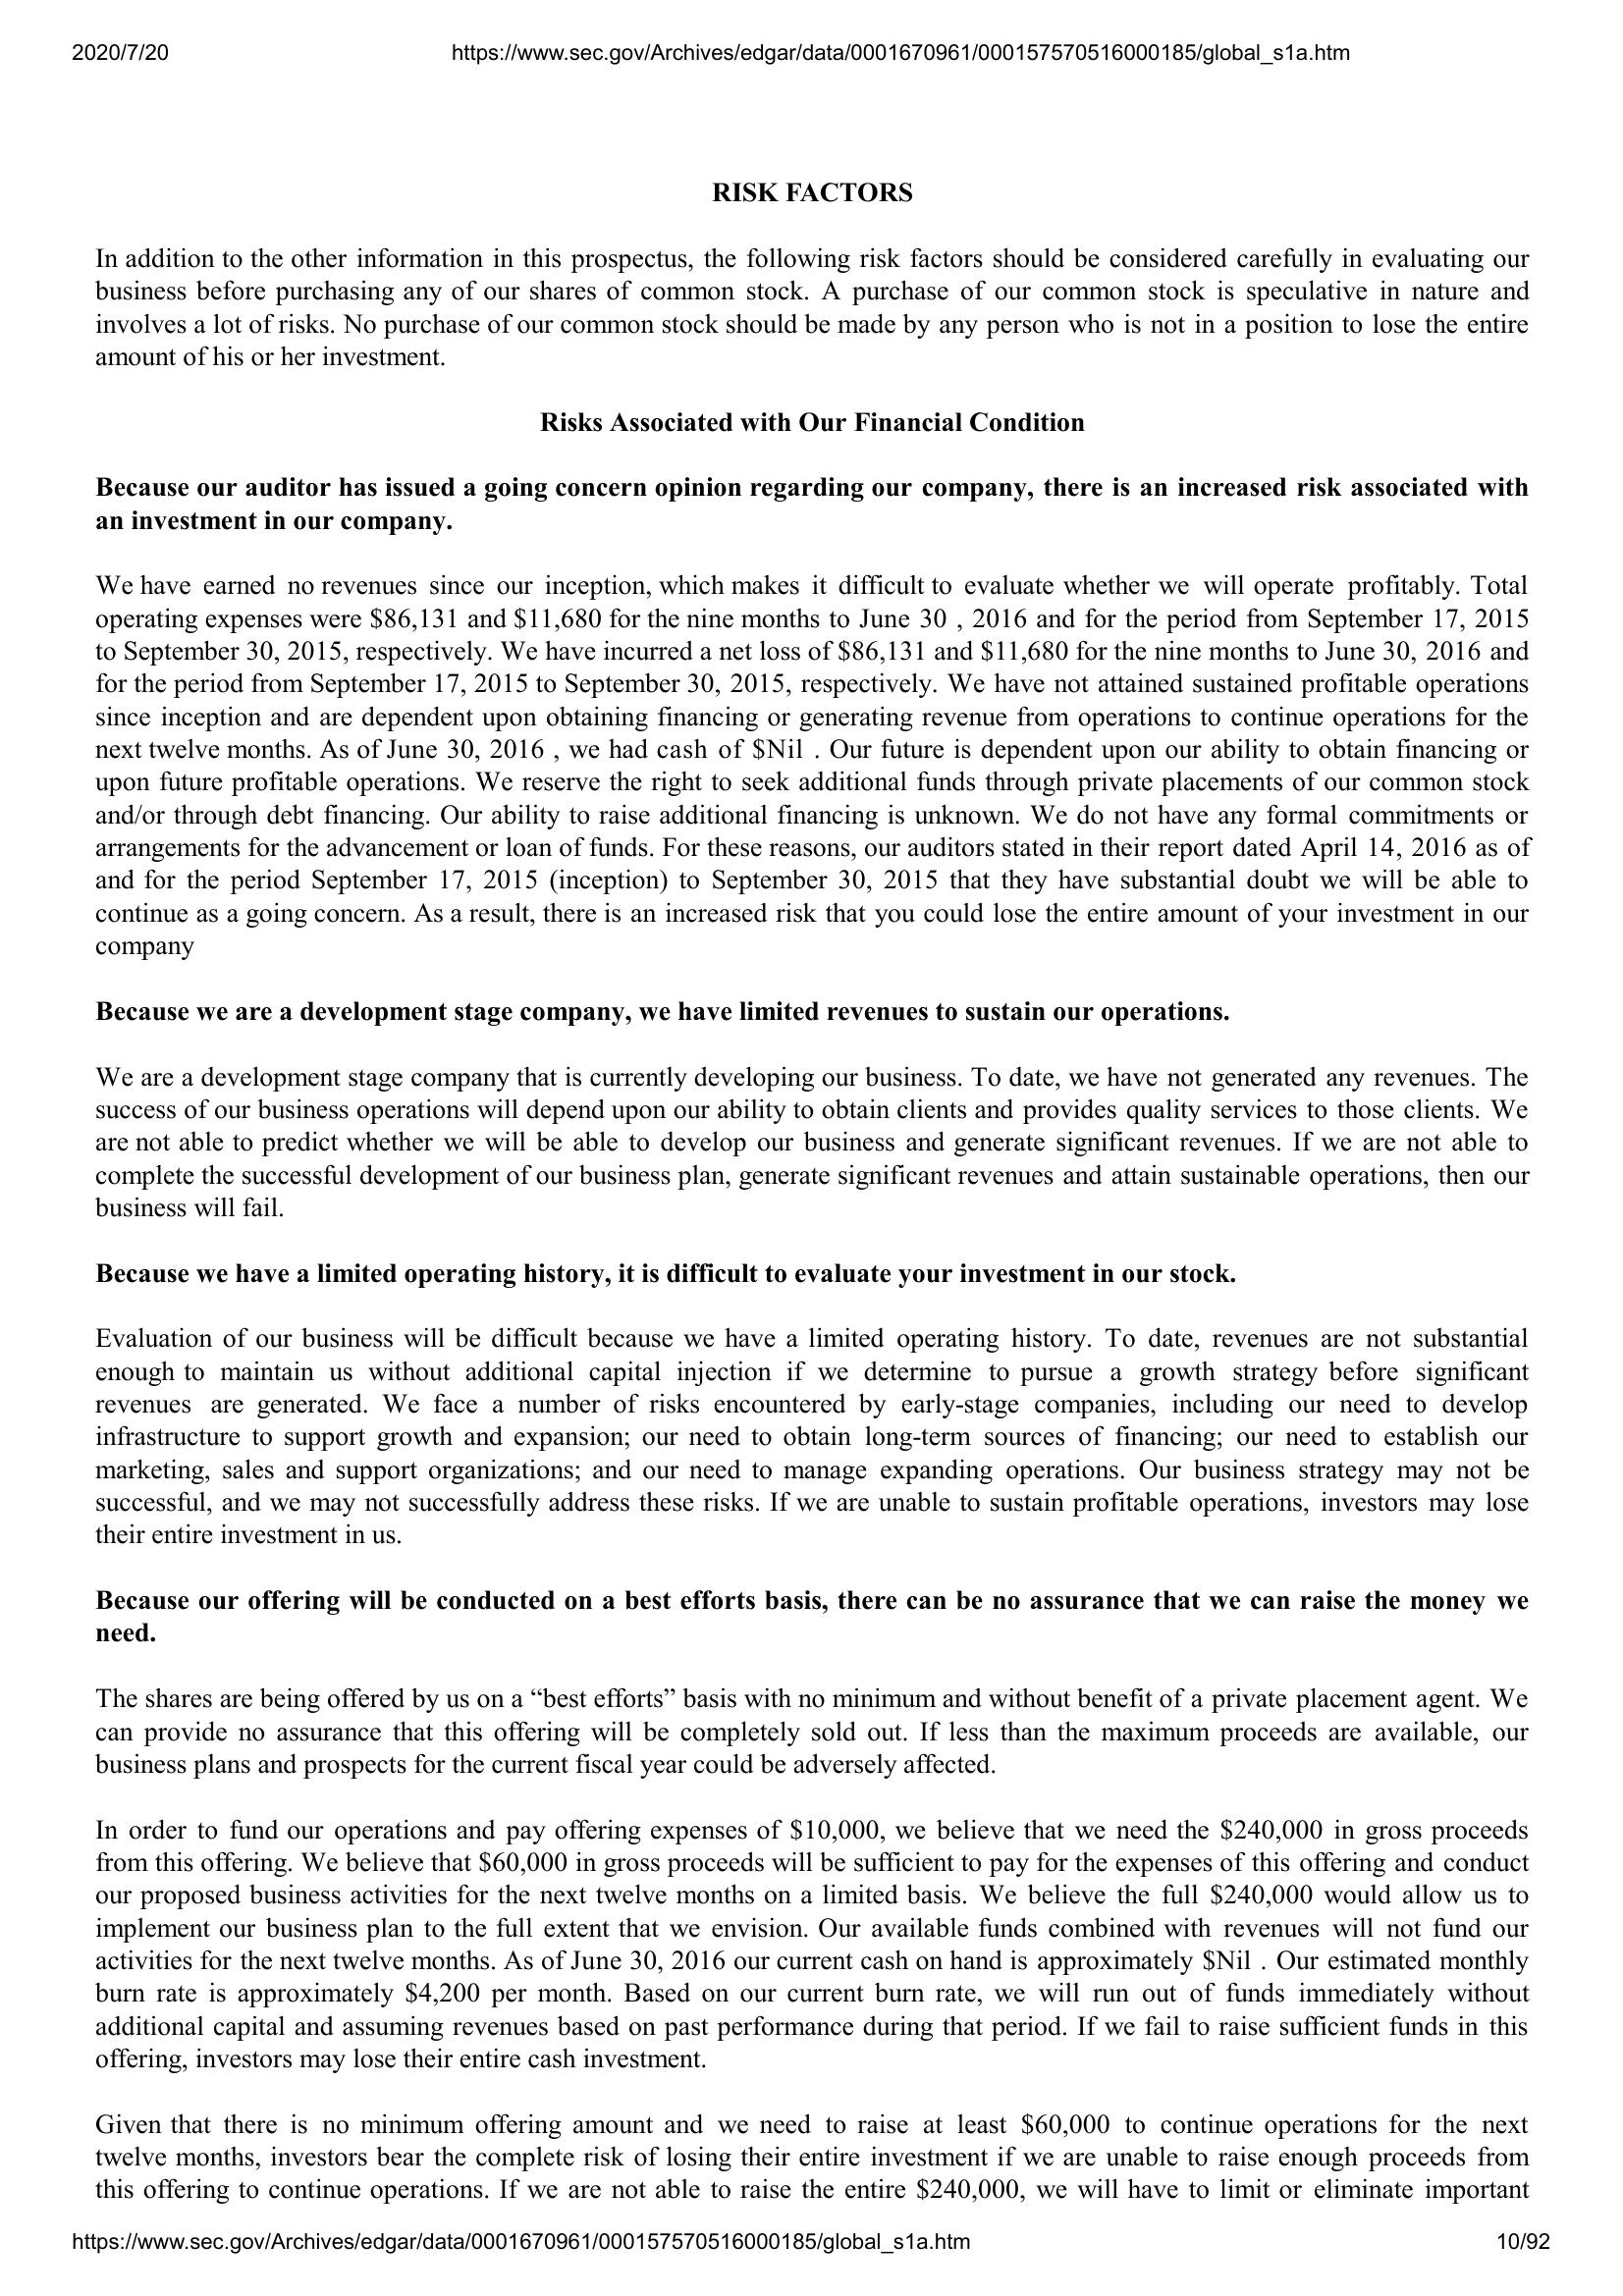 2020/7/20 https://www.sec.gov/Archives/edgar/data/0001670961/000157570516000185/global_s1a.htm
RISK FACTORS
In addition to the other information in this prospectus, the following risk factors should be considered carefully in evaluating our
business before purchasing any of our shares of common stock. A purchase of our common stock is speculative in nature and
involves a lot of risks. No purchase of our common stock should be made by any person who is not in a position to lose the entire
amount of his or her investment.
Risks Associated with Our Financial Condition
Because our auditor has issued a going concern opinion regarding our company, there is an increased risk associated with
an investment in our company.
We have earned no revenues since our inception, which makes it difficult to evaluate whether we will operate profitably. Total
operating expenses were $86,131 and $11,680 for the nine months to June 30 , 2016 and for the period from September 17, 2015
to September 30, 2015, respectively. We have incurred a net loss of $86,131 and $11,680 for the nine months to June 30, 2016 and
for the period from September 17, 2015 to September 30, 2015, respectively. We have not attained sustained profitable operations
since inception and are dependent upon obtaining financing or generating revenue from operations to continue operations for the
next twelve months. As of June 30, 2016 , we had cash of $Nil . Our future is dependent upon our ability to obtain financing or
upon future profitable operations. We reserve the right to seek additional funds through private placements of our common stock
and/or through debt financing. Our ability to raise additional financing is unknown. We do not have any formal commitments or
arrangements for the advancement or loan of funds. For these reasons, our auditors stated in their report dated April 14, 2016 as of
and for the period September 17, 2015 (inception) to September 30, 2015 that they have substantial doubt we will be able to
continue as a going concern. As a result, there is an increased risk that you could lose the entire amount of your investment in our
company
Because we are a development stage company, we have limited revenues to sustain our operations.
We are a development stage company that is currently developing our business. To date, we have not generated any revenues. The
success of our business operations will depend upon our ability to obtain clients and provides quality services to those clients. We
are not able to predict whether we will be able to develop our business and generate significant revenues. If we are not able to
complete the successful development of our business plan, generate significant revenues and attain sustainable operations, then our
business will fail.
Because we have a limited operating history, it is difficult to evaluate your investment in our stock.
Evaluation of our business will be difficult because we have a limited operating history. To date, revenues are not substantial
enough to maintain us without additional capital injection if we determine to pursue a growth strategy before significant
revenues are generated. We face a number of risks encountered by early-stage companies, including our need to develop
infrastructure to support growth and expansion; our need to obtain long-term sources of financing; our need to establish our
marketing, sales and support organizations; and our need to manage expanding operations. Our business strategy may not be
successful, and we may not successfully address these risks. If we are unable to sustain profitable operations, investors may lose
their entire investment in us.
Because our offering will be conducted on a best efforts basis, there can be no assurance that we can raise the money we
need.
The shares are being offered by us on a “best efforts” basis with no minimum and without benefit of a private placement agent. We
can provide no assurance that this offering will be completely sold out. If less than the maximum proceeds are available, our
business plans and prospects for the current fiscal year could be adversely affected.
In order to fund our operations and pay offering expenses of $10,000, we believe that we need the $240,000 in gross proceeds
from this offering. We believe that $60,000 in gross proceeds will be sufficient to pay for the expenses of this offering and conduct
our proposed business activities for the next twelve months on a limited basis. We believe the full $240,000 would allow us to
implement our business plan to the full extent that we envision. Our available funds combined with revenues will not fund our
activities for the next twelve months. As of June 30, 2016 our current cash on hand is approximately $Nil . Our estimated monthly
burn rate is approximately $4,200 per month. Based on our current burn rate, we will run out of funds immediately without
additional capital and assuming revenues based on past performance during that period. If we fail to raise sufficient funds in this
offering, investors may lose their entire cash investment.
Given that there is no minimum offering amount and we need to raise at least $60,000 to continue operations for the next
twelve months, investors bear the complete risk of losing their entire investment if we are unable to raise enough proceeds from
this offering to continue operations. If we are not able to raise the entire $240,000, we will have to limit or eliminate important
https://www.sec.gov/Archives/edgar/data/0001670961/000157570516000185/global_s1a.htm 10/92